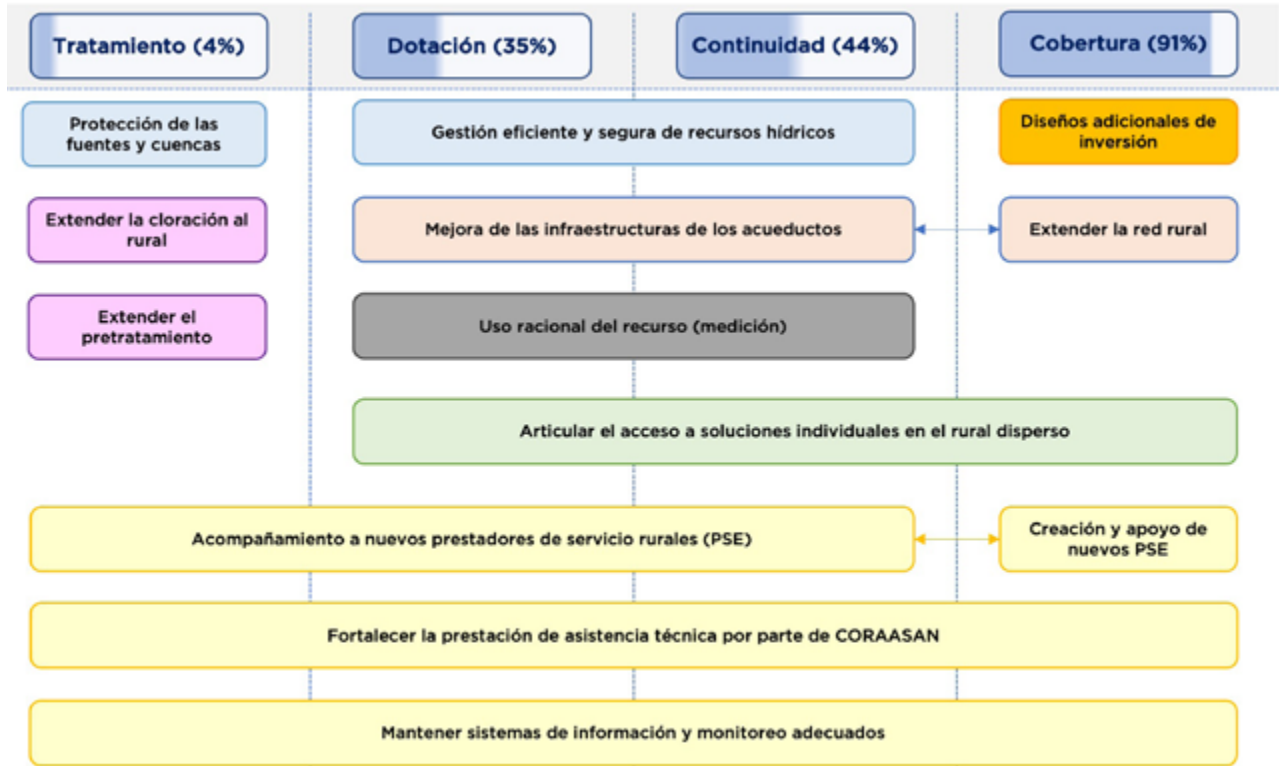 Tratamiento (4%)
Dotación (35%)
Continuidad (44%)
Cobertura (91%)
Protección de las
fuentes y cuencas
Gestión eficiente y segura de recursos hídricos
Diseños adicionales de
inversión
Extender la cloración al
rural
Mejora de las infraestructuras de los acueductos
Extender la red rural
Extender el
pretratamiento
Uso racional del recurso (medición)
Articular el acceso a soluciones individuales en el rural disperso
Acompañamiento a nuevos prestadores de servicio rurales (PSE)
Creación y apoyo de
nuevos PSE
Fortalecer la prestación de asistencia técnica por parte de CORAASAN
Mantener sistemas de información y monitoreo adecuados